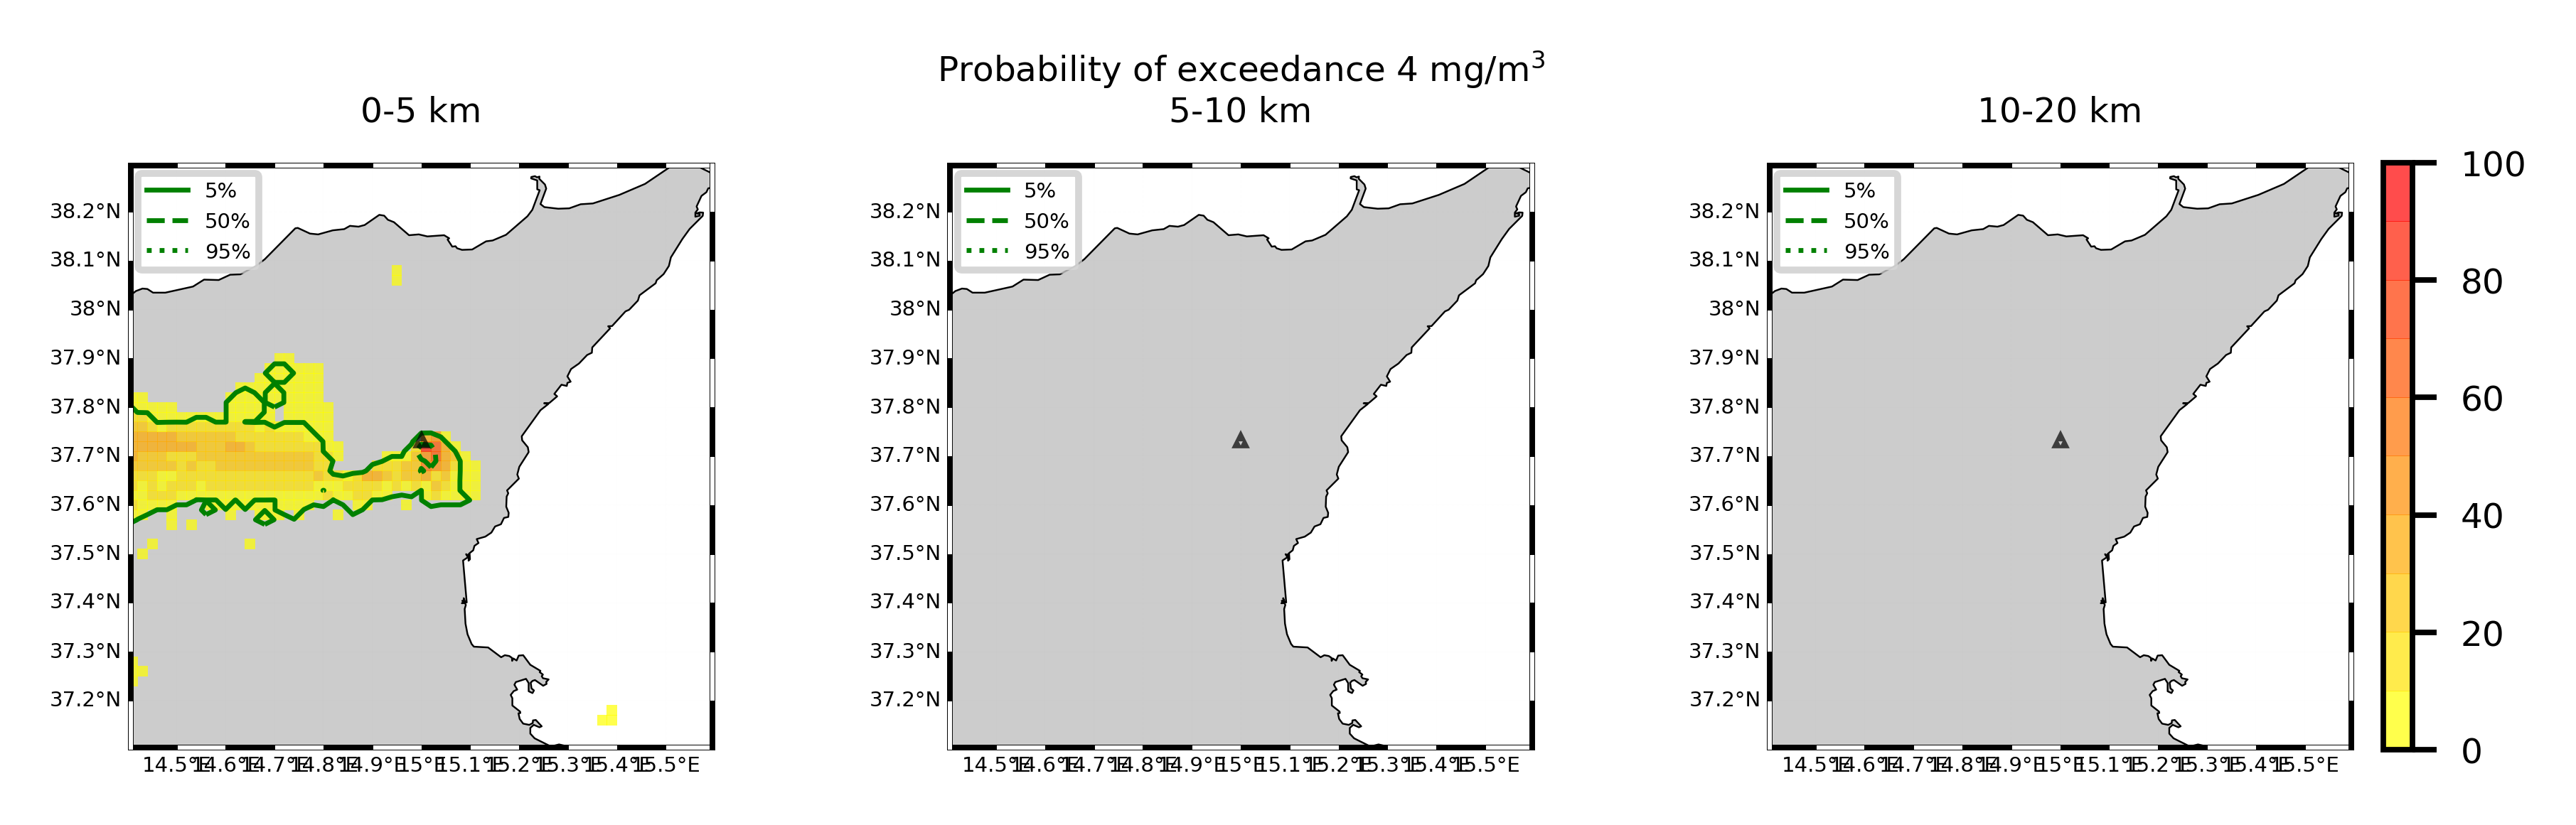 Probability of exceedance 4 mg/m³
0-5 km
5%
50%
95%
38.2°N
38.1°N
38°N
37.9°N
37.8°N
37.7°N
37.6°N
37.5°N
37.4°N
37.3°N
37.2°N
14.5°E 14.6°E 14.7°E 14.8°E 14.9°E 15°E 15.1°E 15.2°E 15.3°E 15.4°E 15.5°E
5-10 km
5%
50%
95%
38.2°N
38.1°N
38°N
37.9°N
37.8°N
37.7°N
37.6°N
37.5°N
37.4°N
37.3°N
37.2°N
14.5°E 14.6°E 14.7°E 14.8°E 14.9°E 15°E 15.1°E 15.2°E 15.3°E 15.4°E 15.5°E
10-20 km
5%
50%
95%
38.2°N
38.1°N
38°N
37.9°N
37.8°N
37.7°N
37.6°N
37.5°N
37.4°N
37.3°N
37.2°N
14.5°E 14.6°E 14.7°E 14.8°E 14.9°E 15°E 15.1°E 15.2°E 15.3°E 15.4°E 15.5°E
100
80
60
40
20
0